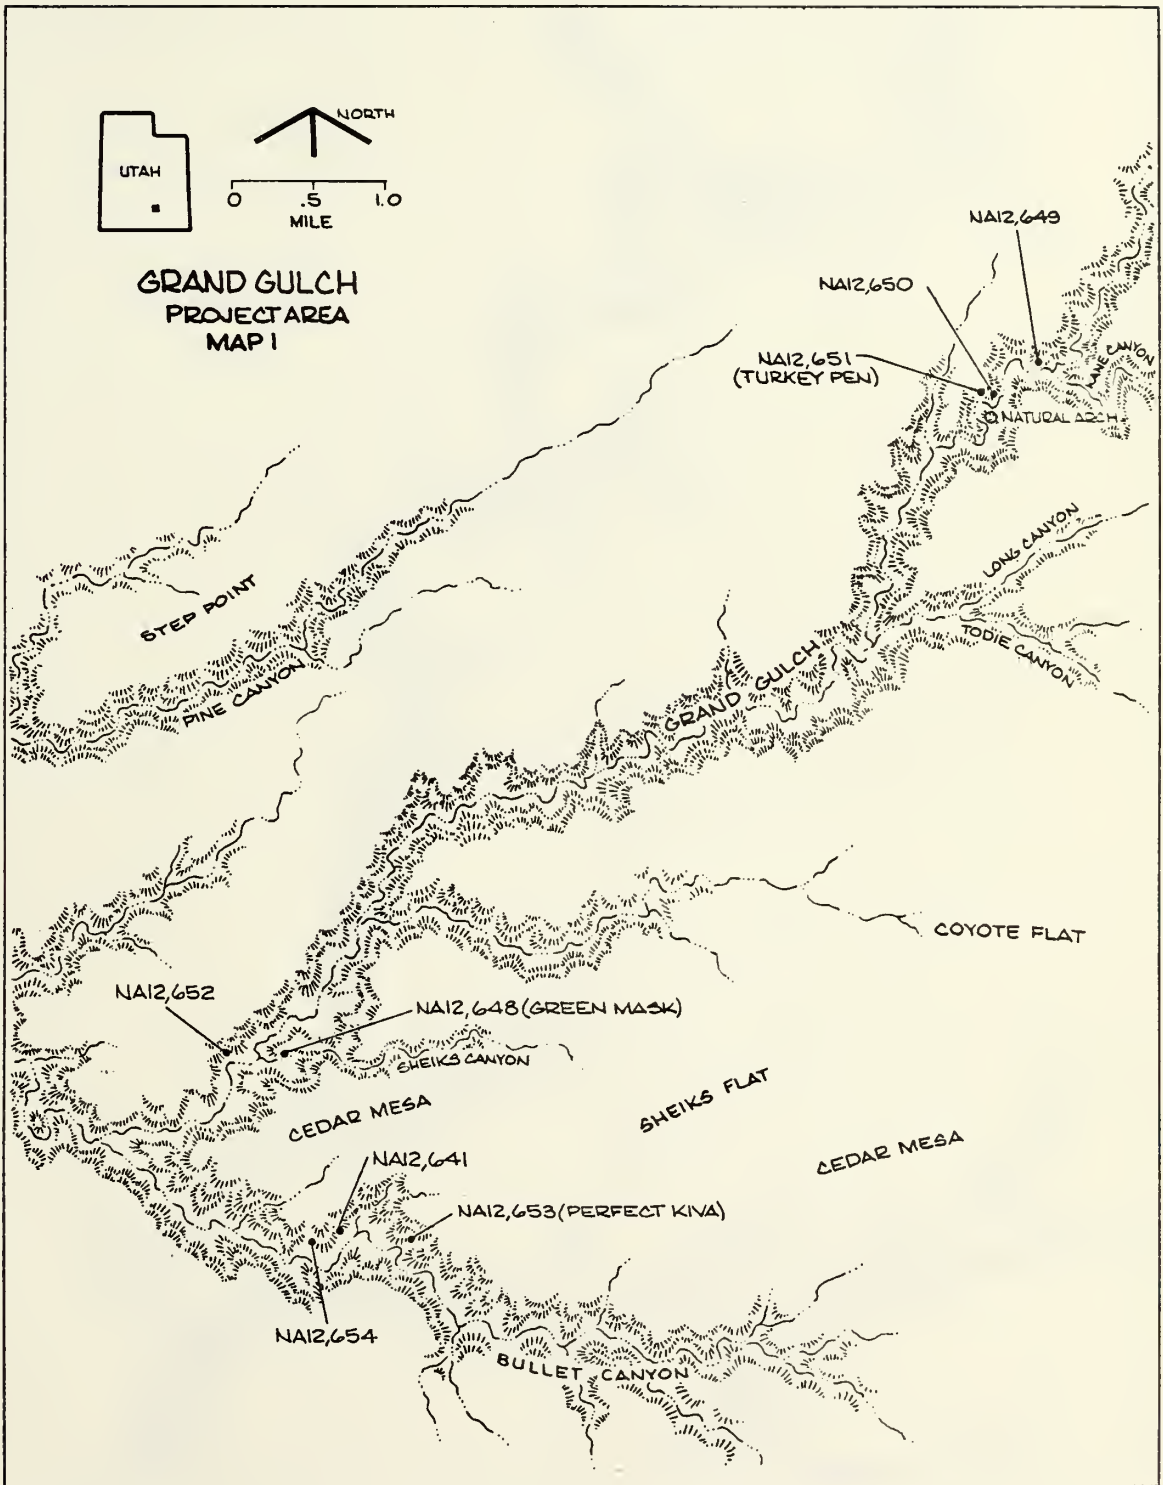 NORTH
UTAH
0 .5 1.0
MILE
GRAND GULCH
PROJECT AREA
MAP 1
NA12,649
NA12,650
NA12,651
(TURKEY PEN)
KANE CANYON
NATURAL ARCH
LONG CANYON
STEP POINT
TODIE CANYON
GRAND GULCH
PINE CANYON
COYOTE FLAT
NA12,652
NA12,648 (GREEN MASK)
SHEIKS CANYON
SHEIKS FLAT
CEDAR MESA
CEDAR MESA
NA12,641
NA12,653 (PERFECT KIVA)
NA12,654
BULLET CANYON